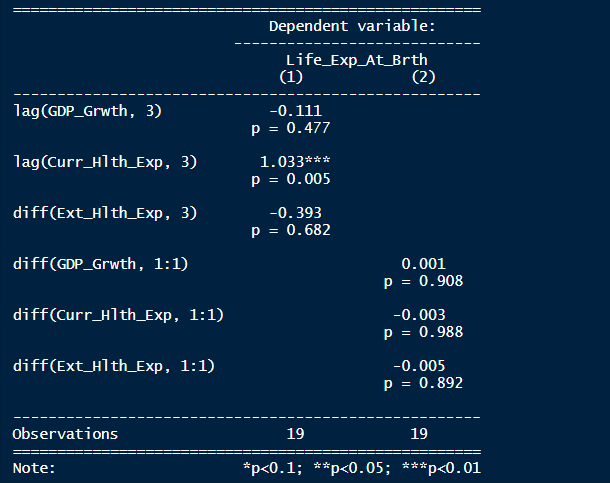 ====================================================
Dependent variable:
----------------------------
Life_Exp_At_Brth
(1) (2)
----------------------------------------------------
lag(GDP_Grwth, 3) -0.111
p = 0.477
lag(Curr_Hlth_Exp, 3) 1.033***
p = 0.005
diff(Ext_Hlth_Exp, 3) -0.393
p = 0.682
diff(GDP_Grwth, 1:1) 0.001
p = 0.908
diff(Curr_Hlth_Exp, 1:1) -0.003
p = 0.988
diff(Ext_Hlth_Exp, 1:1) -0.005
p = 0.892
----------------------------------------------------
Observations 19 19
====================================================
Note: *p<0.1; **p<0.05; ***p<0.01